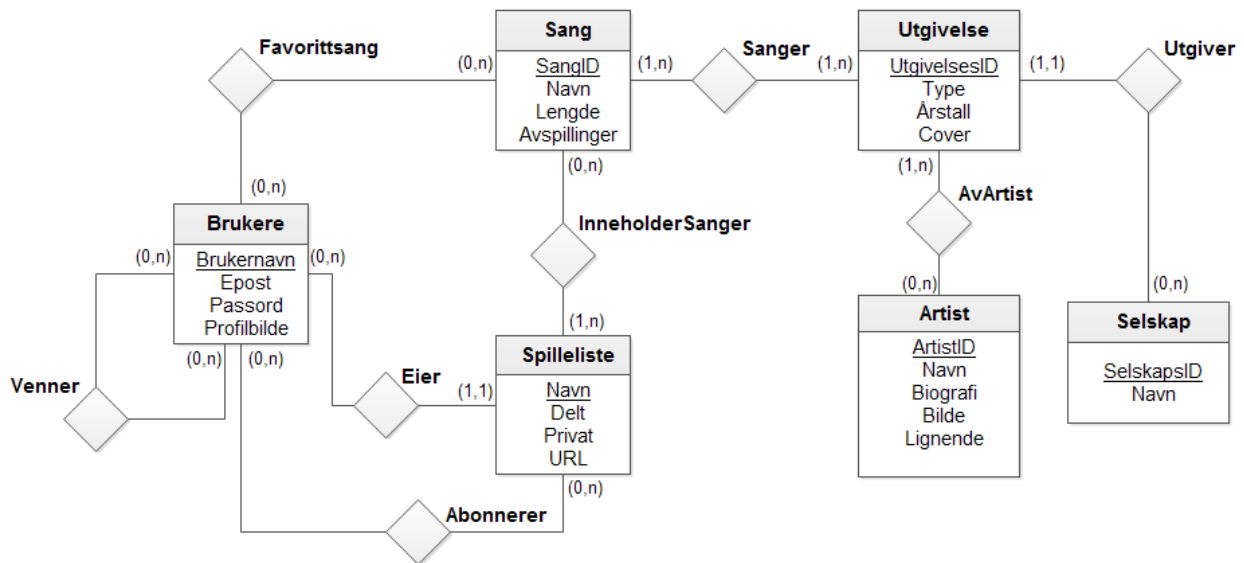 Favorittsang
(0,n)
(0,n)
Sang
SangID
Navn
Lengde
Avspillinger
(1,n)
(0,n)
Sanger
(1,n)
Utgivelse
UtgivelsesID
Type
Årstall
Cover
(1,1)
(1,n)
Utgiver
(0,n)
AvArtist
(0,n)
Brukere
Brukernavn
Epost
Passord
Profilbilde
(0,n)
(0,n)
(0,n)
(0,n)
Venner
InneholderSanger
(1,n)
Eier
(1,1)
Spilleliste
Navn
Delt
Privat
URL
(0,n)
Abonnerer
Artist
ArtistID
Navn
Biografi
Bilde
Lignende
Selskap
SelskapsID
Navn